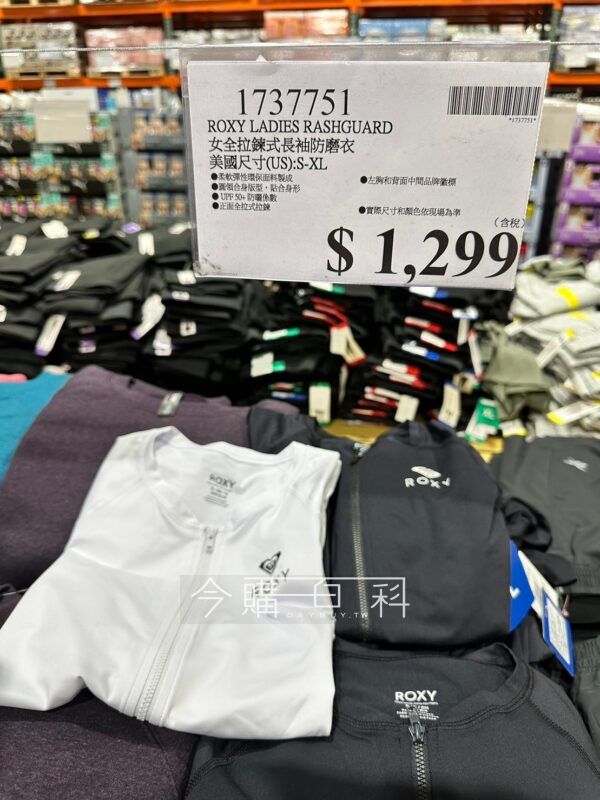 1737751
*1737751*
ROXY LADIES RASHGUARD
女全拉鍊式長袖防磨衣
美國尺寸(US):S-XL
●柔軟彈性環保面料製成
●圓領合身版型，貼合身形
●UPF 50+ 防曬係數
●正面全拉式拉鍊
●左胸和背面中間品牌徽標
●實際尺寸和顏色依現場為準
（含稅）
$ 1,299
ROXY
ROXY
ROXY
今購百科
DAYBUY.TW
ROXY